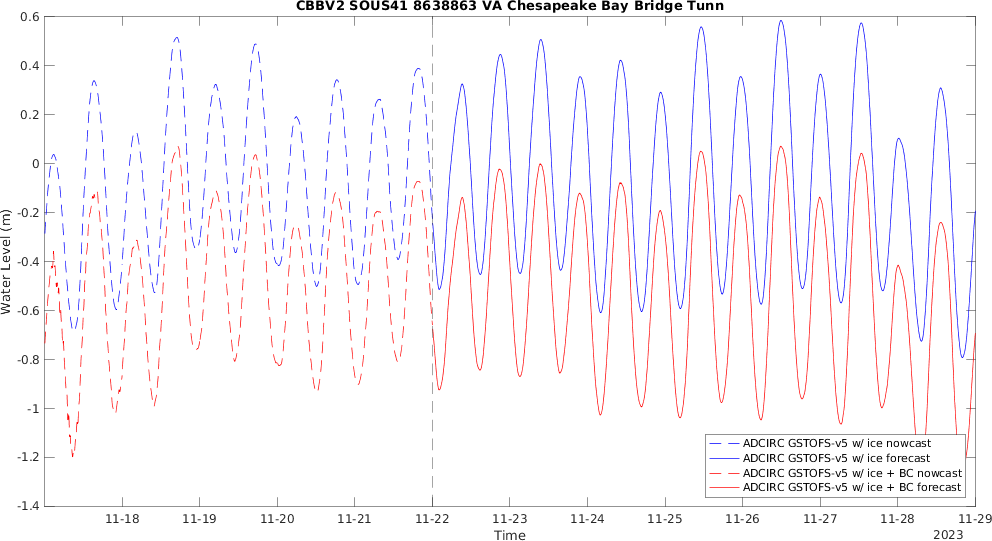 CBBV2 SOUS41 8638863 VA Chesapeake Bay Bridge Tunn
0.6
0.4
0.2
0
-0.2
-0.4
-0.6
-0.8
-1
-1.2
-1.4
Water Level (m)
ADCIRC GSTOFS-v5 w/ ice nowcast
ADCIRC GSTOFS-v5 w/ ice forecast
ADCIRC GSTOFS-v5 w/ ice + BC nowcast
ADCIRC GSTOFS-v5 w/ ice + BC forecast
11-18 11-19 11-20 11-21 11-22 11-23 11-24 11-25 11-26 11-27 11-28 11-29
Time
2023